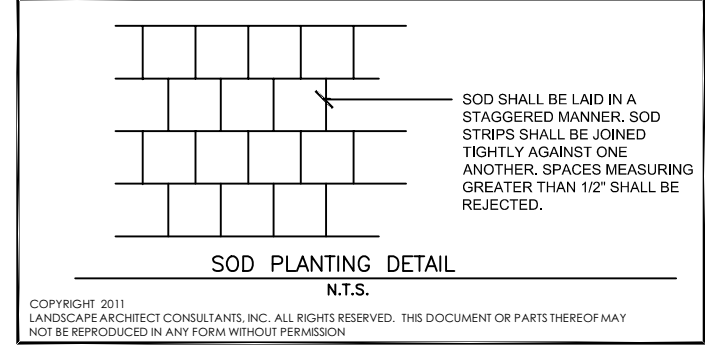 SOD SHALL BE LAID IN A
STAGGERED MANNER. SOD
STRIPS SHALL BE JOINED
TIGHTLY AGAINST ONE
ANOTHER. SPACES MEASURING
GREATER THAN 1/2" SHALL BE
REJECTED.
SOD PLANTING DETAIL
N.T.S.
COPYRIGHT 2011
LANDSCAPE ARCHITECT CONSULTANTS, INC. ALL RIGHTS RESERVED. THIS DOCUMENT OR PARTS THEREOF MAY
NOT BE REPRODUCED IN ANY FORM WITHOUT PERMISSION